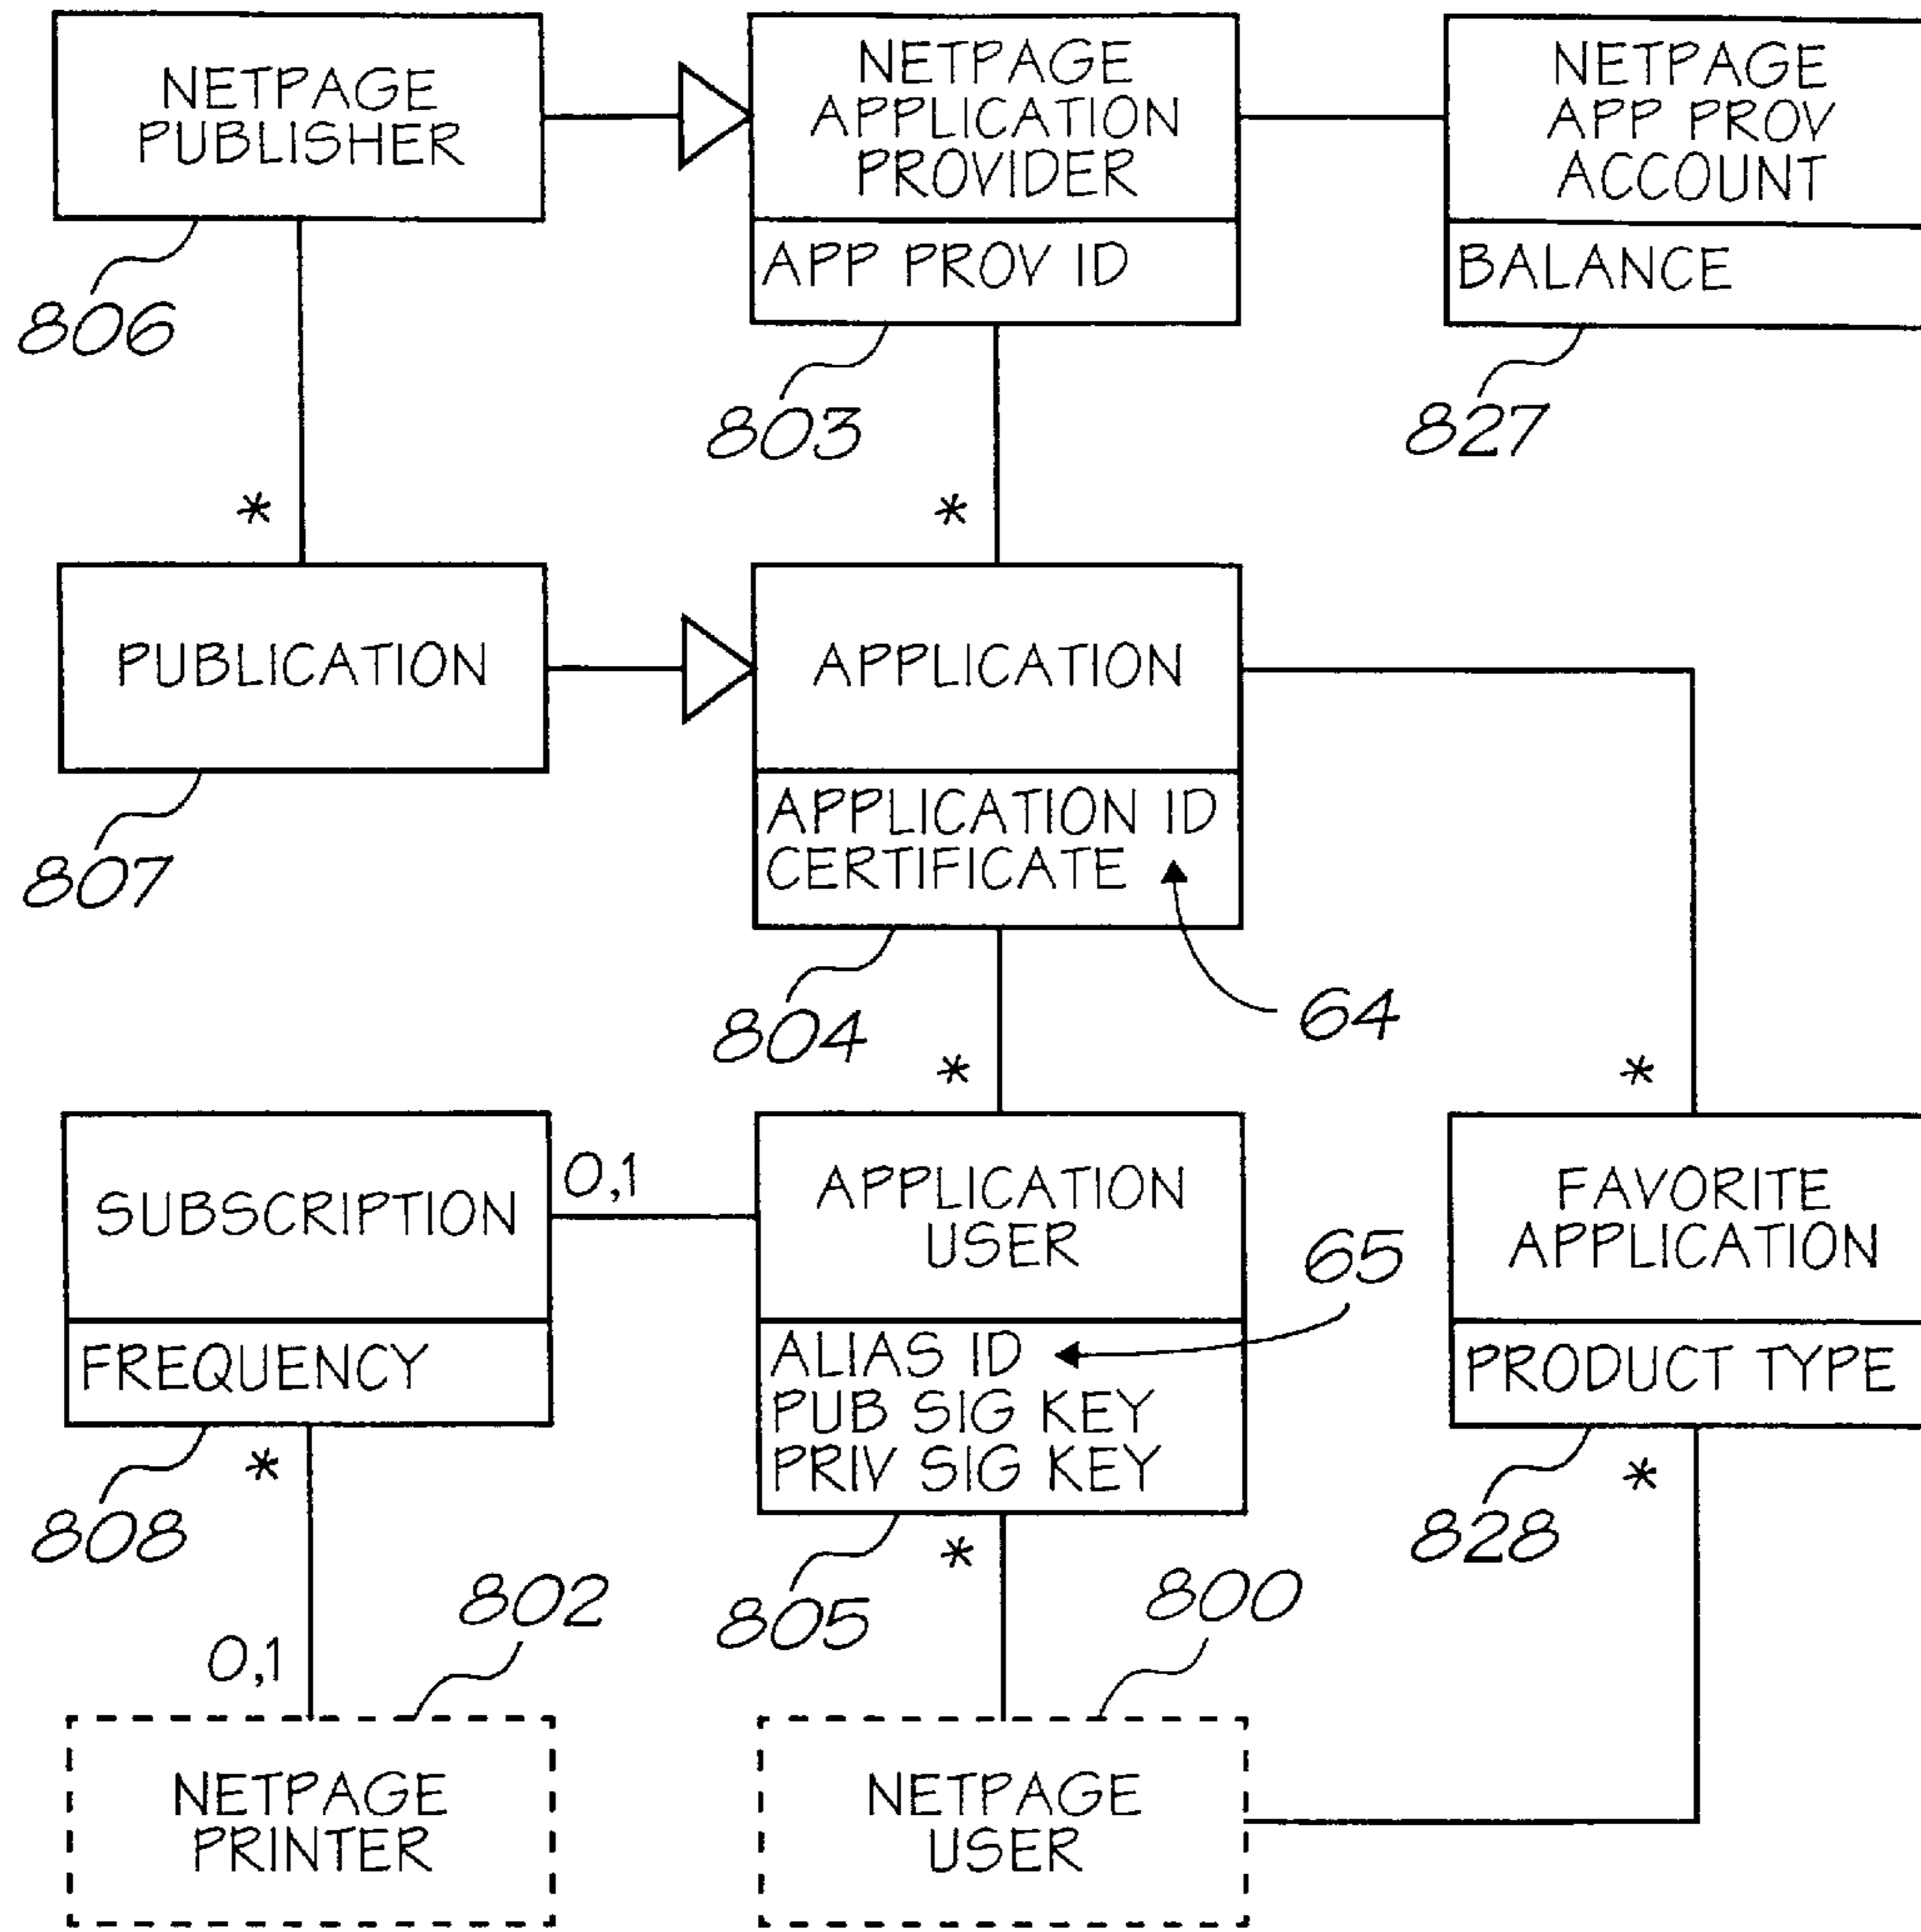 NETPAGE
PUBLISHER
NETPAGE
APPLICATION
PROVIDER
APP PROV ID
NETPAGE
APP PROV
ACCOUNT
BALANCE
806
803
827
*
*
PUBLICATION
APPLICATION
APPLICATION ID
CERTIFICATE
807
804
64
*
*
SUBSCRIPTION
FREQUENCY
0,1
APPLICATION
USER
ALIAS ID
PUB SIG KEY
PRIV SIG KEY
65
FAVORITE
APPLICATION
PRODUCT TYPE
808
*
805
*
828
*
802
800
0,1
NETPAGE
PRINTER
NETPAGE
USER